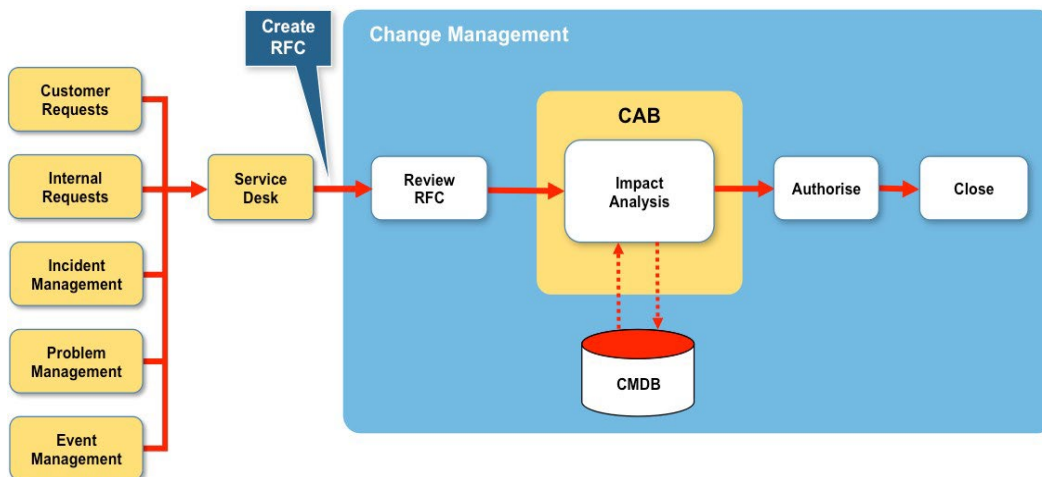 Create
RFC
Change Management
Customer
Requests
Internal
Requests
Incident
Management
Problem
Management
Event
Management
Service
Desk
Review
RFC
CAB
Impact
Analysis
CMDB
Authorise
Close